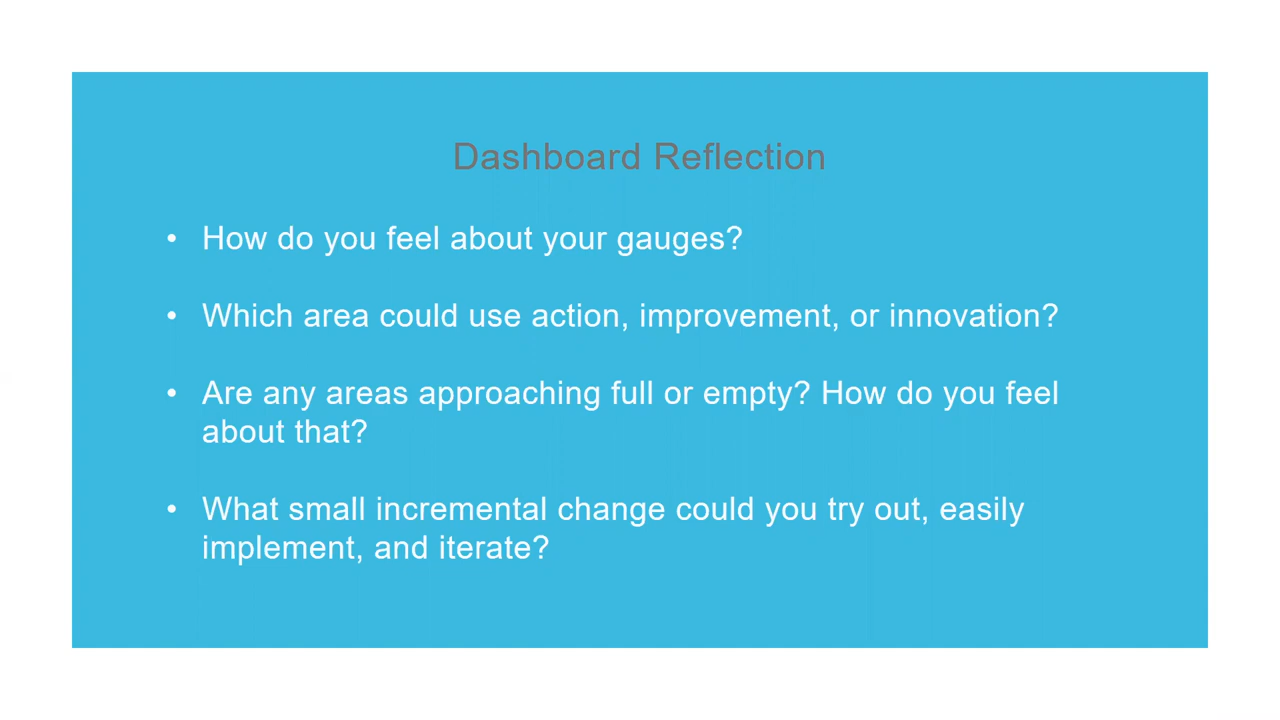 Dashboard Reflection
• How do you feel about your gauges?
• Which area could use action, improvement, or innovation?
• Are any areas approaching full or empty? How do you feel
about that?
• What small incremental change could you try out, easily
implement, and iterate?